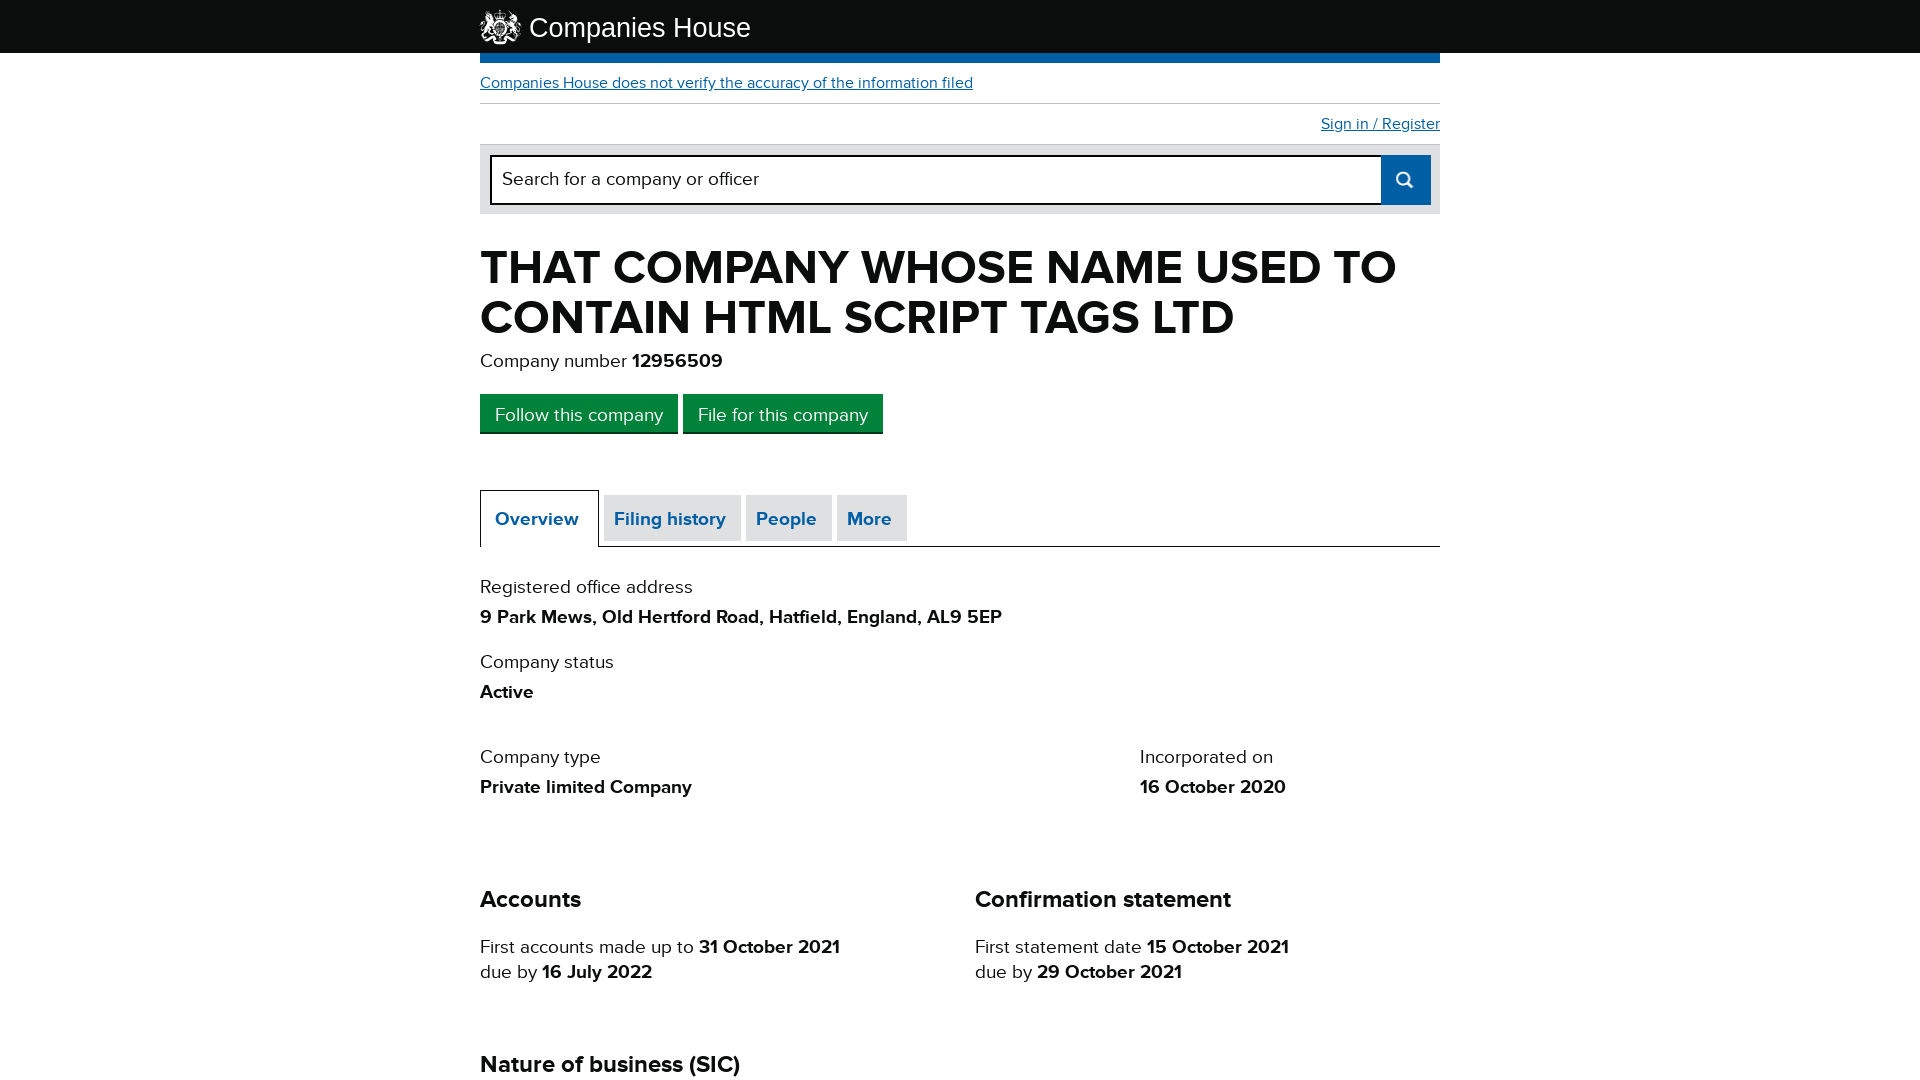 Companies House
Companies House does not verify the accuracy of the information filed
Sign in / Register
Search for a company or officer
THAT COMPANY WHOSE NAME USED TO
CONTAIN HTML SCRIPT TAGS LTD
Company number 12956509
Follow this company File for this company
Overview Filing history People More
Registered office address
9 Park Mews, Old Hertford Road, Hatfield, England, AL9 5EP
Company status
Active
Company type
Private limited Company
Incorporated on
16 October 2020
Accounts
First accounts made up to 31 October 2021
due by 16 July 2022
Confirmation statement
First statement date 15 October 2021
due by 29 October 2021
Nature of business (SIC)